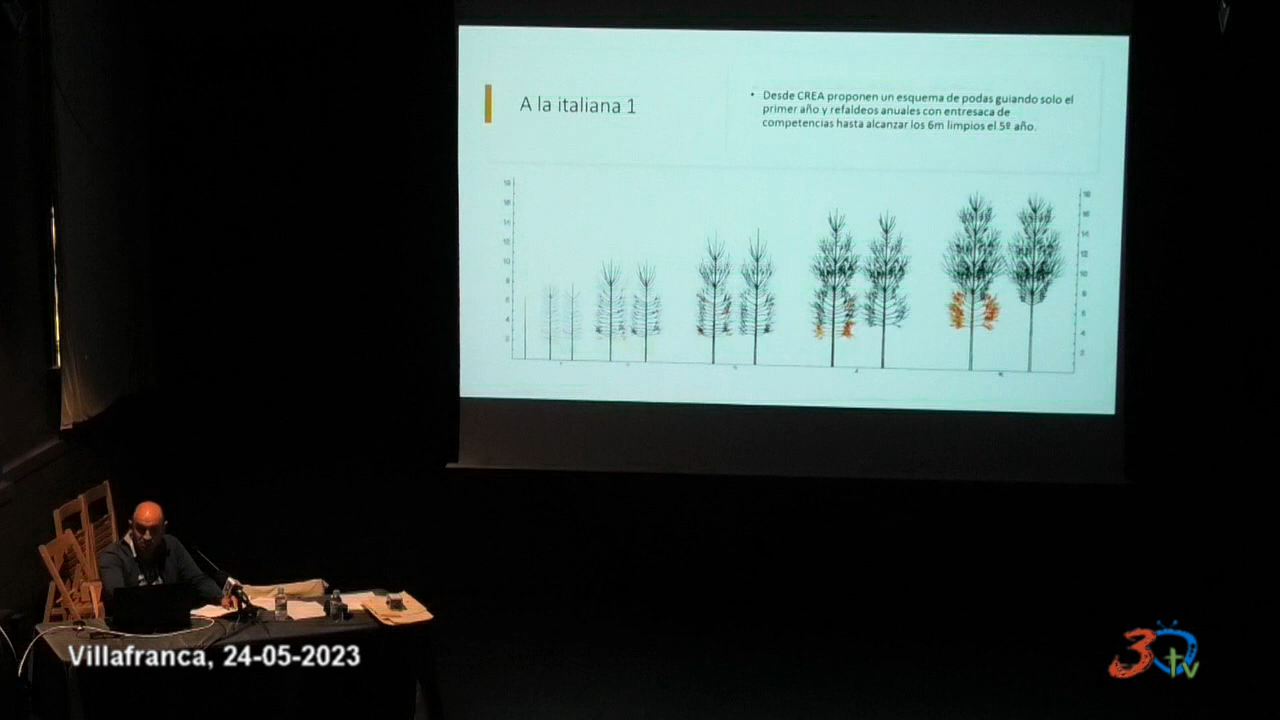 A la italiana 1
• Desde CREA proponen un esquema de podas guiando solo el
primer año y refaldeos anuales con entresaca de
competencias hasta alcanzar los 6m limpios el 5º año.
Villafranca, 24-05-2023
30tv